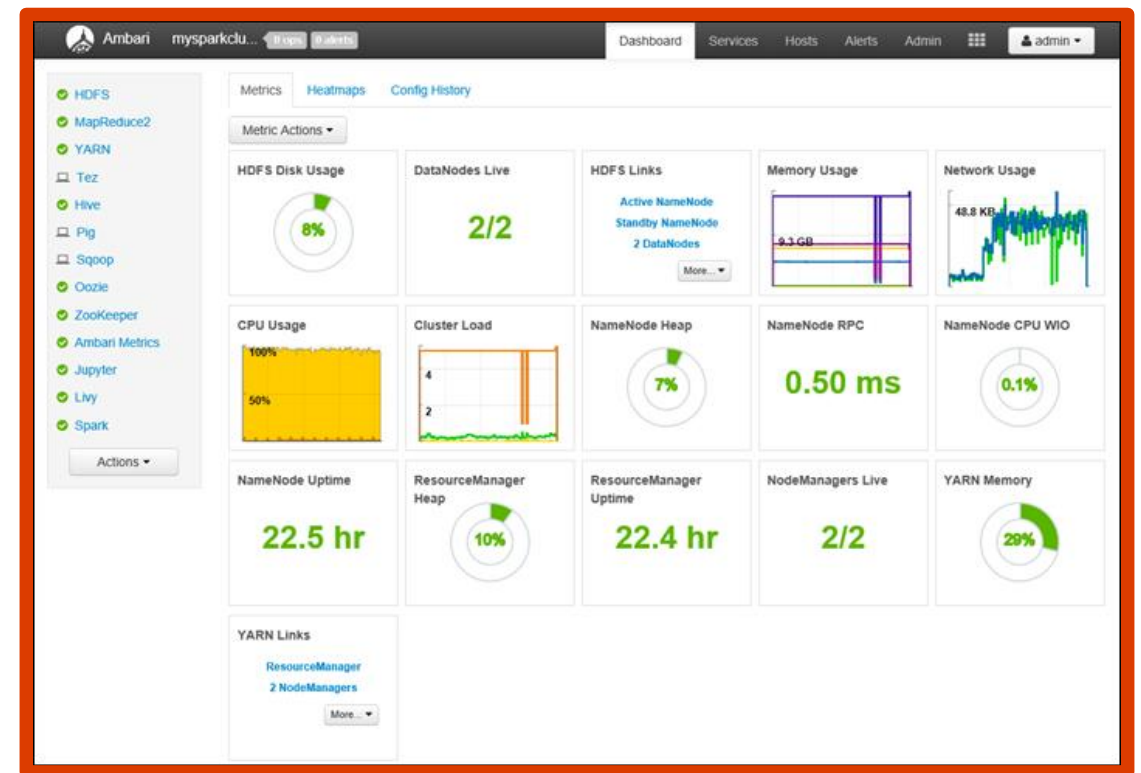 Ambari mysparkclu... 0 ops 0 alerts Dashboard Services Hosts Alerts Admin admin
HDFS
MapReduce2
YARN
Tez
Hive
Pig
Sqoop
Oozie
ZooKeeper
Ambari Metrics
Jupyter
Livy
Spark
Actions
Metrics Heatmaps Config History
Metric Actions
HDFS Disk Usage
8%
DataNodes Live
2/2
HDFS Links
Active NameNode
Standby NameNode
2 DataNodes
More...
Memory Usage
9.3 GB
Network Usage
48.8 KB
CPU Usage
100%
50%
Cluster Load
4
2
NameNode Heap
7%
NameNode RPC
0.50 ms
NameNode CPU WIO
0.1%
NameNode Uptime
22.5 hr
ResourceManager
Heap
10%
ResourceManager
Uptime
22.4 hr
NodeManagers Live
2/2
YARN Memory
29%
YARN Links
ResourceManager
2 NodeManagers
More...